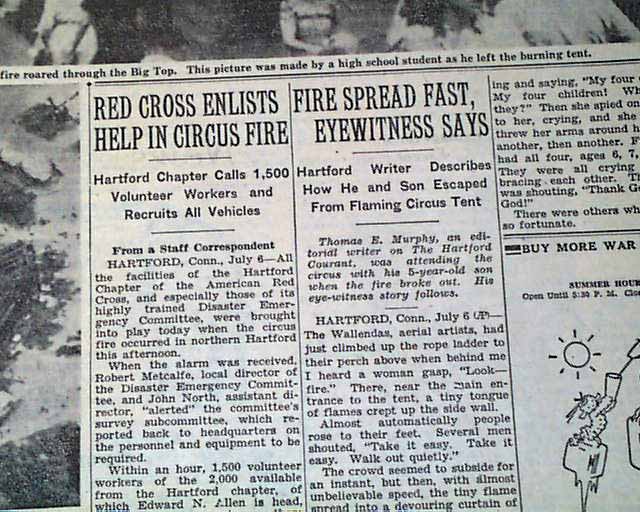 fire roared through the Big Top. This picture was made by a high school student as he left the burning tent.
RED CROSS ENLISTS
HELP IN CIRCUS FIRE
Hartford Chapter Calls 1,500
Volunteer Workers and
Recruits All Vehicles
From a Staff Correspondent
HARTFORD, Conn., July 6—All
the facilities of the Hartford
Chapter of the American Red
Cross, and especially those of its
highly trained Disaster Emer-
gency Committee, were brought
into play today when the circus
fire occurred in northern Hartford
this afternoon.
When the alarm was received,
Robert Metcalfe, local director of
the Disaster Emergency Commit-
tee, and John North, assistant di-
rector, "alerted" the committee's
survey subcommittee, which re-
ported back to headquarters on
the personnel and equipment to be
required.
Within an hour, 1,500 volunteer
workers of the 2,000 available
from the Hartford chapter, of
which Edward N. Allen is head,
FIRE SPREAD FAST,
EYEWITNESS SAYS
Hartford Writer Describes
How He and Son Escaped
From Flaming Circus Tent
Thomas E. Murphy, an edi-
torial writer on The Hartford
Courant, was attending the
circus with his 5-year-old son
when the fire broke out. His
eye-witness story follows.
HARTFORD, Conn., July 6 (AP)—
The Wallendas, aerial artists, had
just climbed up the rope ladder to
their perch above when behind me
I heard a woman gasp, "Look—
fire." There, near the main en-
trance to the tent, a tiny tongue
of flames crept up the side wall.
Almost automatically people
rose to their feet. Several men
shouted, "Take it easy. Take it
easy. Walk out quietly."
The crowd seemed to subside for
an instant, but then, with almost
unbelievable speed, the tiny flame
spread into a devouring curtain of
ing and saying, "My four
My four children!
they?" Then she spied on
to her, crying, and she
threw her arms around
another, then another.
had all four, ages 6, 7,
They were all crying
bracing each other.
was shouting, "Thank
God!"
There were others wh
so fortunate.
BUY MORE WAR
SUMMER HOUR
Open Until 5:30 P. M.